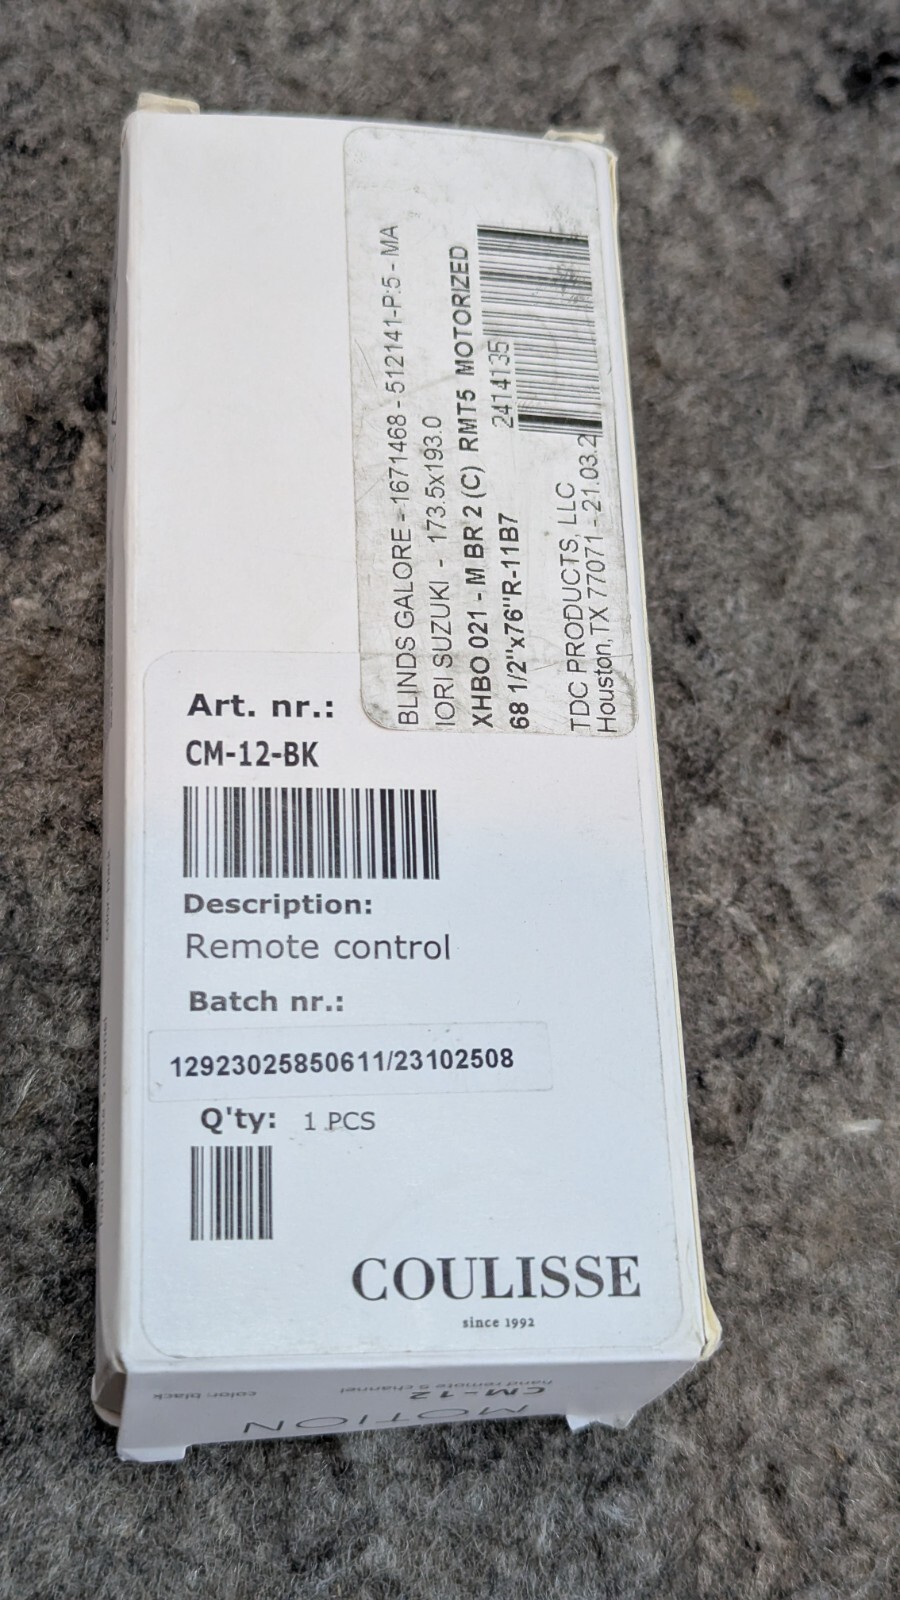 BLINDS GALORE - 1671468 - 512141-P:5 - MA
IORI SUZUKI - 173.5x193.0
XHBO 021 - M BR 2 (C) RMT5 MOTORIZED
68 1/2"x76"R-11B7
2414135
TDC PRODUCTS, LLC
Houston, TX 77071 - 21.03.2
Art. nr.:
CM-12-BK
Description:
Remote control
Batch nr.:
12923025850611/23102508
Q'ty: 1 PCS
COULISSE
since 1992
MOTION
CM-12
hand remote 5 channel
color: black